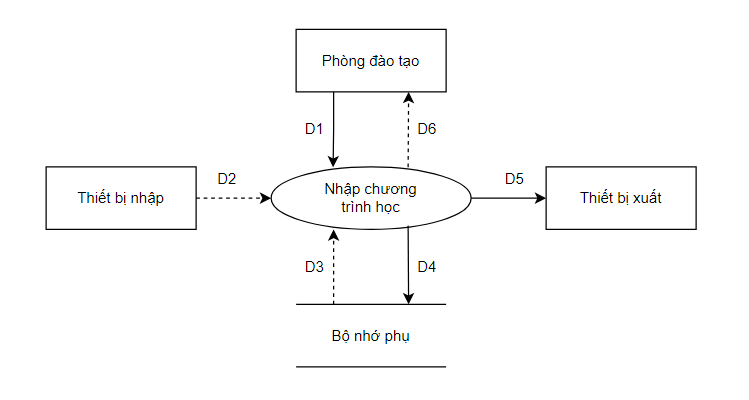 Phòng đào tạo
D1
D6
Thiết bị nhập
D2
Nhập chương
trình học
D5
Thiết bị xuất
D3
D4
Bộ nhớ phụ